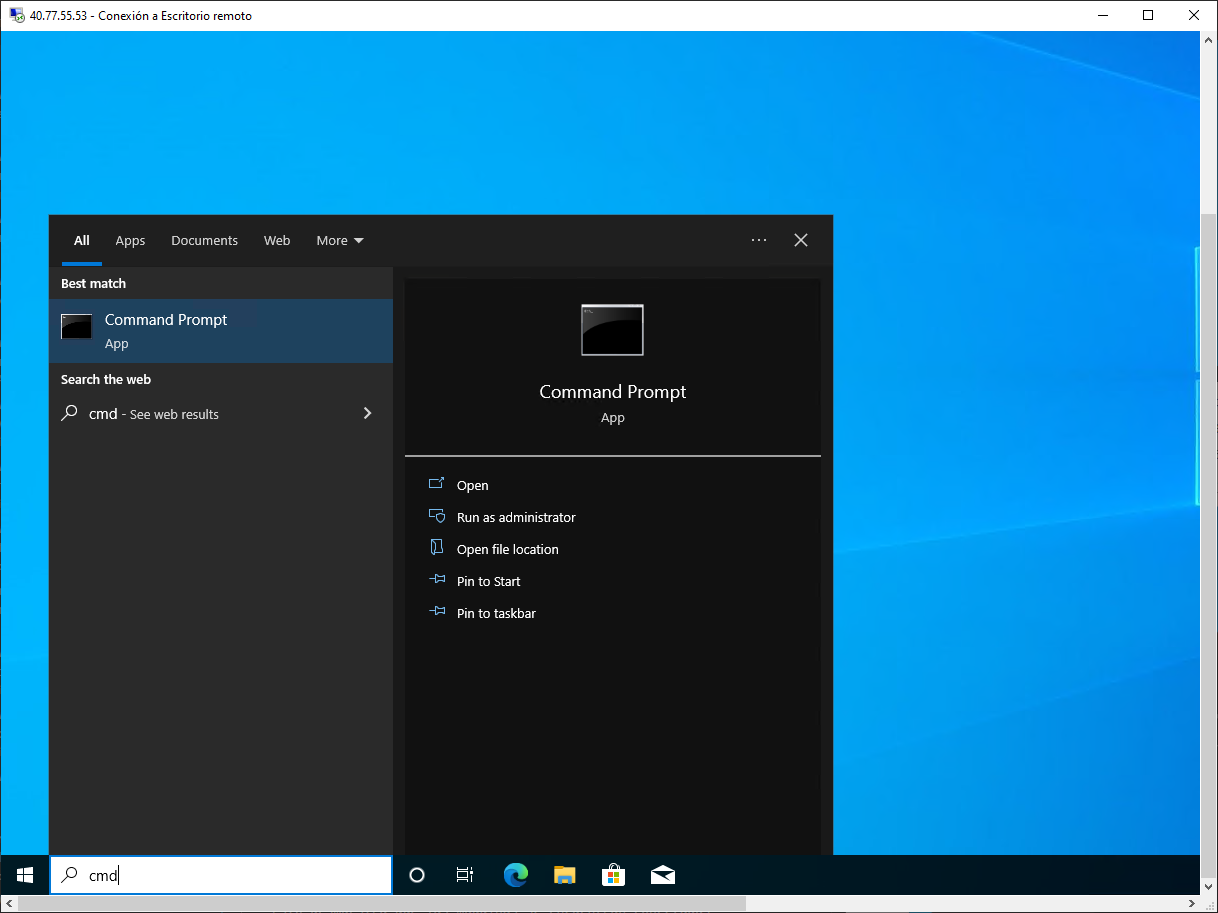 40.77.55.53 - Conexión a Escritorio remoto
All Apps Documents Web More
Best match
Command Prompt
App
Search the web
cmd - See web results
Command Prompt
App
Open
Run as administrator
Open file location
Pin to Start
Pin to taskbar
cmd